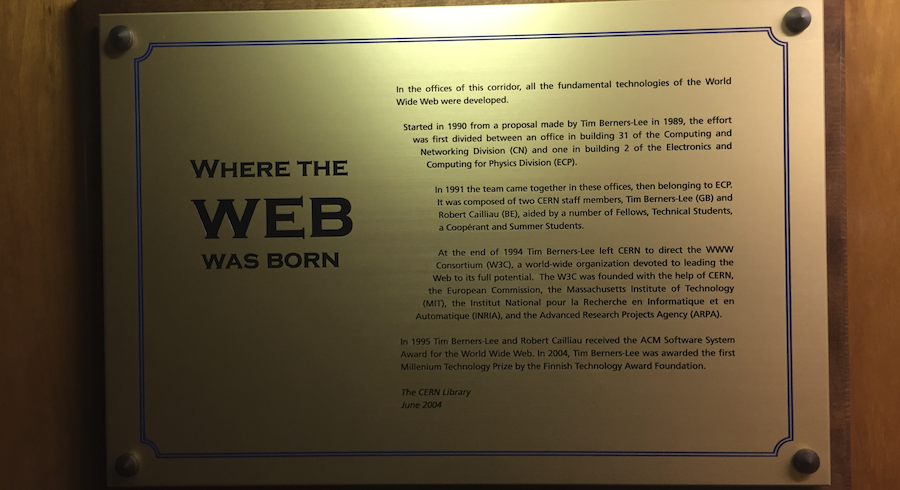 WHERE THE
WEB
WAS BORN
In the offices of this corridor, all the fundamental technologies of the World
Wide Web were developed.
Started in 1990 from a proposal made by Tim Berners-Lee in 1989, the effort
was first divided between an office in building 31 of the Computing and
Networking Division (CN) and one in building 2 of the Electronics and
Computing for Physics Division (ECP).
In 1991 the team came together in these offices, then belonging to ECP.
It was composed of two CERN staff members, Tim Berners-Lee (GB) and
Robert Cailliau (BE), aided by a number of Fellows, Technical Students,
a Coopérant and Summer Students.
At the end of 1994 Tim Berners-Lee left CERN to direct the WWW
Consortium (W3C), a world-wide organization devoted to leading the
Web to its full potential. The W3C was founded with the help of CERN,
the European Commission, the Massachusetts Institute of Technology
(MIT), the Institut National pour la Recherche en Informatique et en
Automatique (INRIA), and the Advanced Research Projects Agency (ARPA).
In 1995 Tim Berners-Lee and Robert Cailliau received the ACM Software System
Award for the World Wide Web. In 2004, Tim Berners-Lee was awarded the first
Millenium Technology Prize by the Finnish Technology Award Foundation.
The CERN Library
June 2004